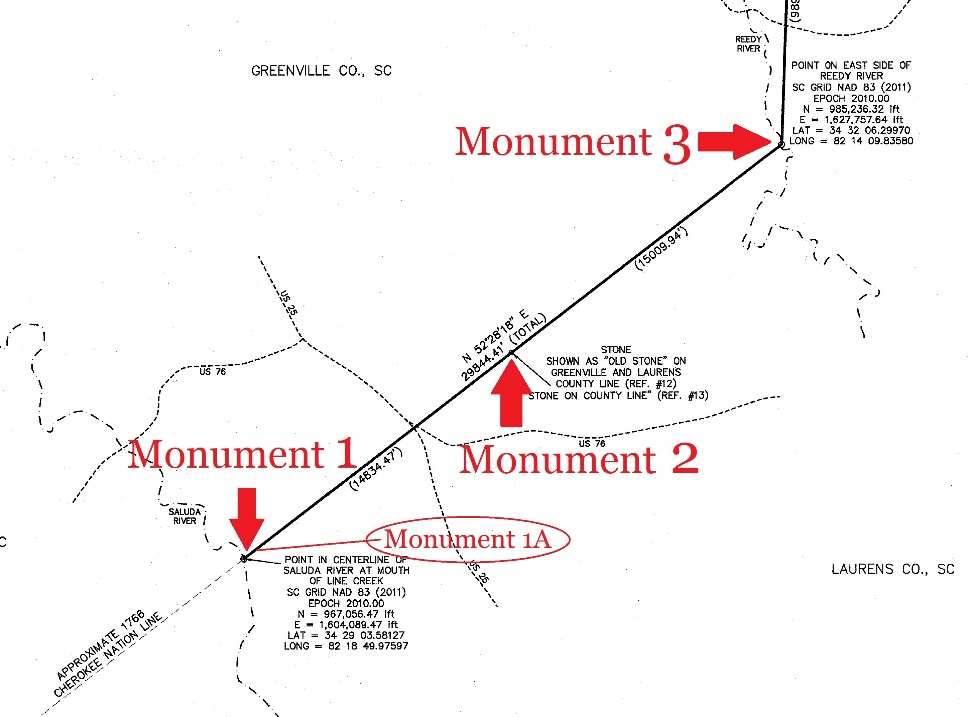 (989
REEDY
RIVER
GREENVILLE CO., SC
POINT ON EAST SIDE OF
REEDY RIVER
SC GRID NAD 83 (2011)
EPOCH 2010.00
N = 985,236.32 ift
E = 1,627,757.64 ift
LAT = 34 32 06.29970
LONG = 82 14 09.83580
Monument 3
(15009.94')
US 25
N 52°28'18" E
29844.41' (TOTAL)
STONE
SHOWN AS "OLD STONE" ON
GREENVILLE AND LAURENS
COUNTY LINE (REF. #12)
STONE ON COUNTY LINE" (REF. #13)
US 76
US 76
Monument 1
Monument 2
(14834.47')
SALUDA
RIVER
Monument 1A
C
POINT IN CENTERLINE OF
SALUDA RIVER AT MOUTH
OF LINE CREEK
SC GRID NAD 83 (2011)
EPOCH 2010.00
N = 967,056.47 ift
E = 1,604,089.47 ift
LAT = 34 29 03.58127
LONG = 82 18 49.97597
US 25
LAURENS CO., SC
APPROXIMATE 1766
CHEROKEE NATION LINE